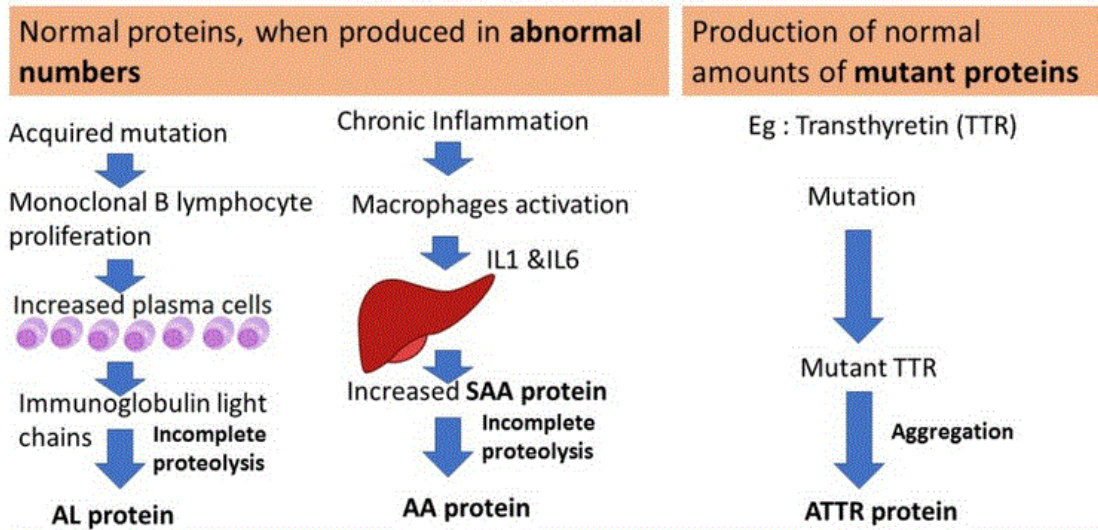 Normal proteins, when produced in abnormal
numbers
Production of normal
amounts of mutant proteins
Acquired mutation
Monoclonal B lymphocyte
proliferation
Increased plasma cells
Immunoglobulin light
chains
Incomplete
proteolysis
AL protein
Chronic Inflammation
Macrophages activation
IL1 &IL6
Increased SAA protein
Incomplete
proteolysis
AA protein
Eg : Transthyretin (TTR)
Mutation
Mutant TTR
Aggregation
ATTR protein